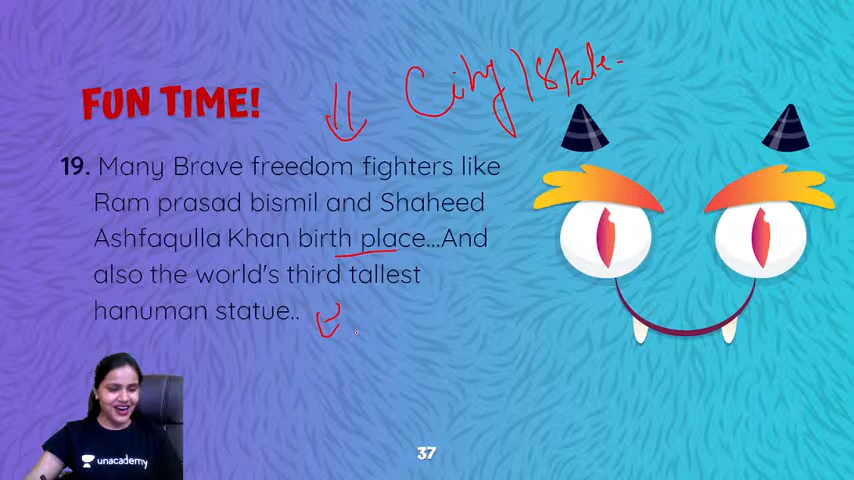 City / State.
FUN TIME!
19. Many Brave freedom fighters like
Ram prasad bismil and Shaheed
Ashfaqulla Khan birth place...And
also the world's third tallest
hanuman statue..
unacademy
37